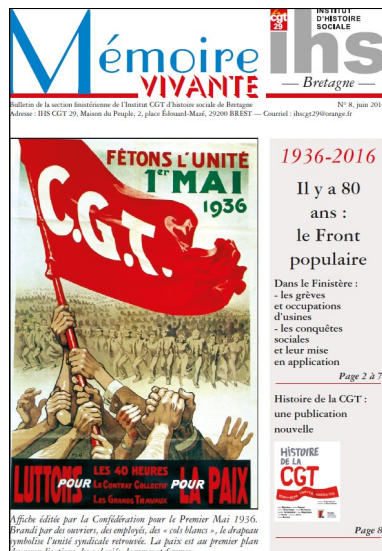 Mémoire
VIVANTE
cgt
29
INSTITUT
D'HISTOIRE
SOCIALE
ihs
— Bretagne —
Bulletin de la section finistérienne de l'Institut CGT d'histoire sociale de Bretagne
N° 8, juin 201
Adresse : IHS CGT 29, Maison du Peuple, 2, place Édouard-Mazé, 29200 BREST — Courriel : ihscgt29@orange.fr
FÊTONS L'UNITÉ
1er MAI
1936
C.G.T.
LUTTONS POUR
LES 40 HEURES
LE CONTRAT COLLECTIF
LES GRANDS TRAVAUX
POUR LA PAIX
Affiche édité par la Confédération pour le Premier Mai 1936.
Brandi par des ouvriers, des employés, des « cols blancs », le drapeau
symbolise l'unité syndicale retrouvée. La paix est au premier plan
1936-2016
Il y a 80
ans :
le Front
populaire
Dans le Finistère :
- les grèves
et occupations
d'usines
- les conquêtes
sociales
et leur mise
en application
Page 2 à 7
Histoire de la CGT :
une publication
nouvelle
HISTOIRE
DE LA
CGT
Page 8